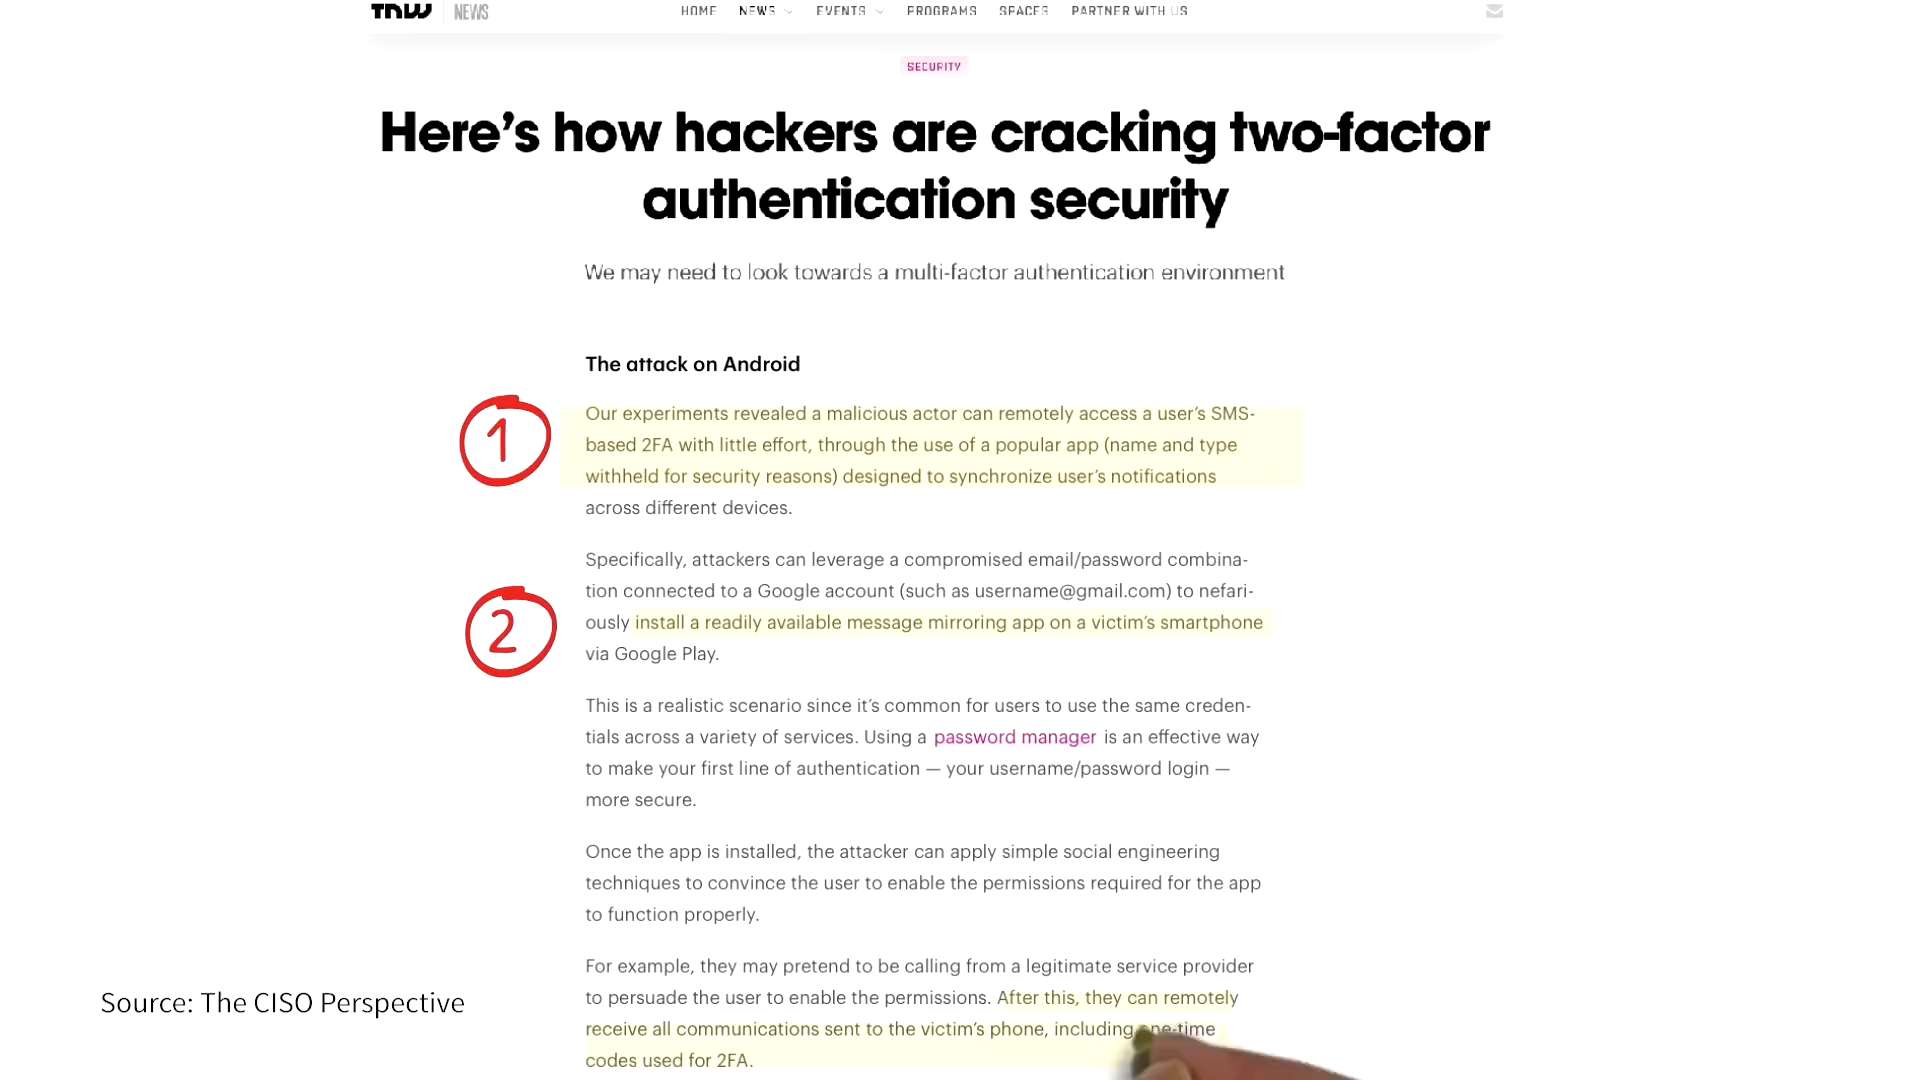 TNW NEWS HOME NEWS EVENTS PROGRAMS SPACES PARTNER WITH US
SECURITY
Here’s how hackers are cracking two-factor
authentication security
We may need to look towards a multi-factor authentication environment
The attack on Android
1
Our experiments revealed a malicious actor can remotely access a user’s SMS-
based 2FA with little effort, through the use of a popular app (name and type
withheld for security reasons) designed to synchronize user’s notifications
across different devices.
Specifically, attackers can leverage a compromised email/password combina-
tion connected to a Google account (such as username@gmail.com) to nefari-
2
ously install a readily available message mirroring app on a victim’s smartphone
via Google Play.
This is a realistic scenario since it’s common for users to use the same creden-
tials across a variety of services. Using a password manager is an effective way
to make your first line of authentication — your username/password login —
more secure.
Once the app is installed, the attacker can apply simple social engineering
techniques to convince the user to enable the permissions required for the app
to function properly.
For example, they may pretend to be calling from a legitimate service provider
to persuade the user to enable the permissions. After this, they can remotely
receive all communications sent to the victim’s phone, including one-time
codes used for 2FA.
Source: The CISO Perspective